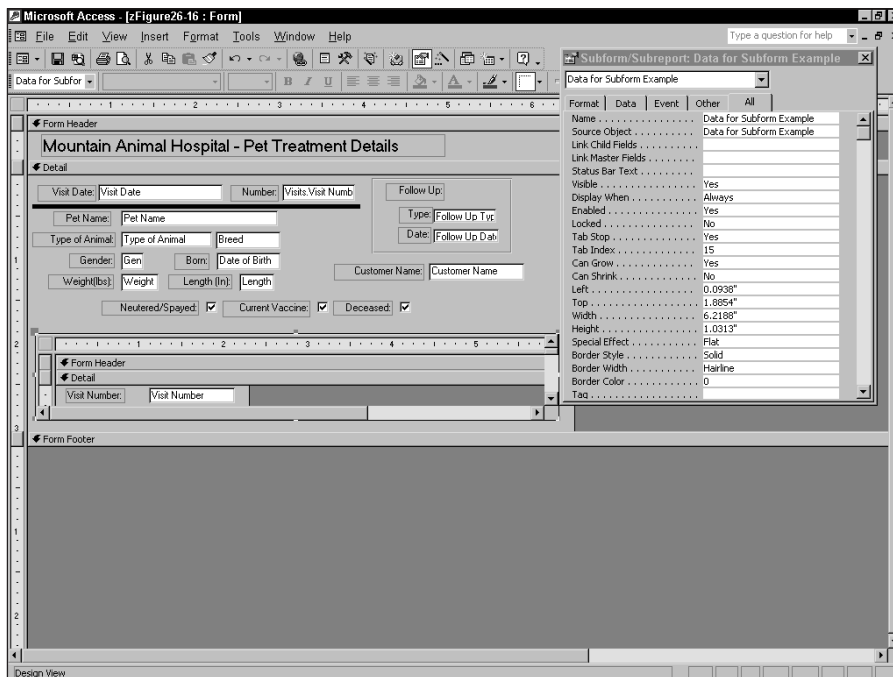 Microsoft Access - [zFigure26-16 : Form]
File Edit View Insert Format Tools Window Help
Type a question for help
Data for Subfor
B I U
Form Header
Mountain Animal Hospital - Pet Treatment Details
Detail
Visit Date: Visit Date Number: Visits.Visit Numb
Follow Up:
Pet Name: Pet Name
Type: Follow Up Typ
Type of Animal: Type of Animal Breed
Date: Follow Up Date
Gender: Gen Born: Date of Birth
Customer Name: Customer Name
Weight(lbs): Weight Length (In): Length
Neutered/Spayed: Current Vaccine: Deceased:
1 2 3 4 5
Form Header
Detail
Visit Number: Visit Number
Form Footer
Subform/Subreport: Data for Subform Example
Data for Subform Example
Format Data Event Other All
Name . . . . . . . . . . . . . . . Data for Subform Example
Source Object . . . . . . . . . . Data for Subform Example
Link Child Fields . . . . . . . .
Link Master Fields . . . . . . .
Status Bar Text . . . . . . . . .
Visible . . . . . . . . . . . . . . Yes
Display When . . . . . . . . . . Always
Enabled . . . . . . . . . . . . . Yes
Locked . . . . . . . . . . . . . . No
Tab Stop . . . . . . . . . . . . . Yes
Tab Index . . . . . . . . . . . . 15
Can Grow . . . . . . . . . . . . Yes
Can Shrink . . . . . . . . . . . . No
Left . . . . . . . . . . . . . . . . 0.0938"
Top . . . . . . . . . . . . . . . . 1.8854"
Width . . . . . . . . . . . . . . . 6.2188"
Height . . . . . . . . . . . . . . 1.0313"
Special Effect . . . . . . . . . . Flat
Border Style . . . . . . . . . . . Solid
Border Width . . . . . . . . . . Hairline
Border Color . . . . . . . . . . . 0
Tag . . . . . . . . . . . . . . . .
Design View